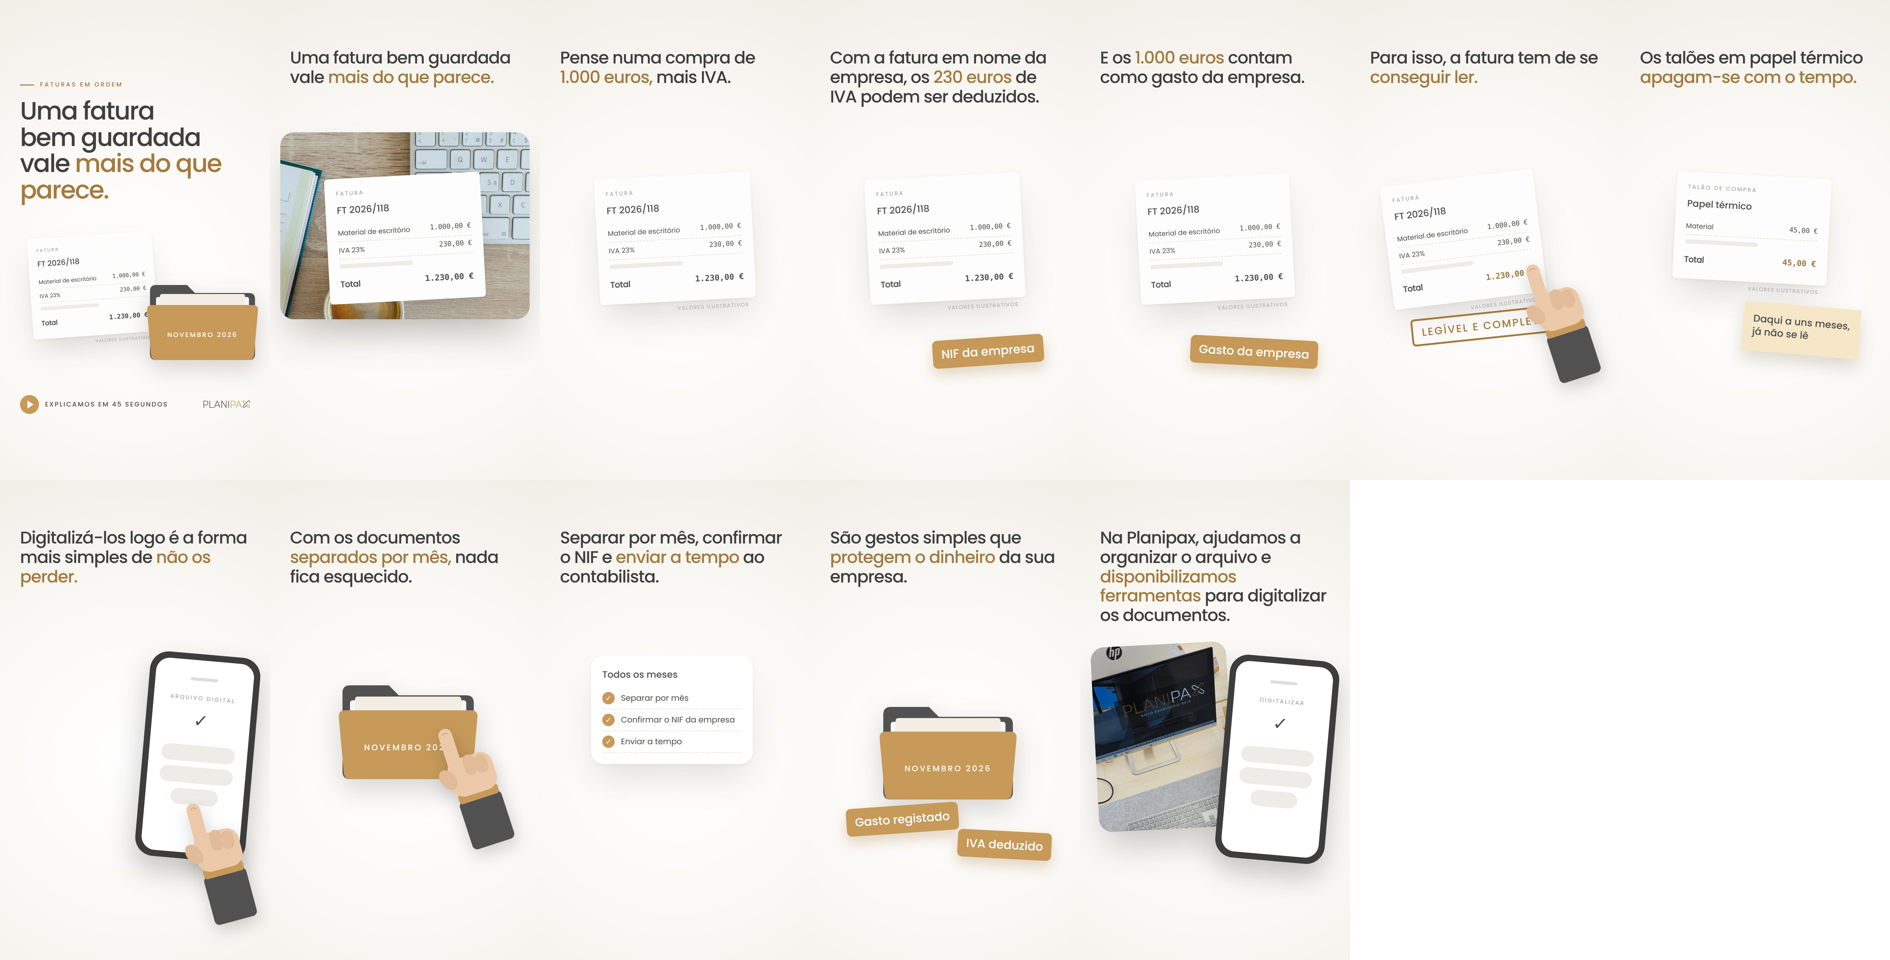 FATURAS EM ORDEM
Uma fatura
bem guardada
vale mais do que
parece.
FATURA
FT 2026/118
Material de escritório 1.000,00 €
IVA 23% 230,00 €
Total 1.230,00 €
VALORES ILUSTRATIVOS
NOVEMBRO 2026
EXPLICAMOS EM 45 SEGUNDOS
PLANIPAX
Uma fatura bem guardada
vale mais do que parece.
FATURA
FT 2026/118
Material de escritório 1.000,00 €
IVA 23% 230,00 €
Total 1.230,00 €
Pense numa compra de
1.000 euros, mais IVA.
FATURA
FT 2026/118
Material de escritório 1.000,00 €
IVA 23% 230,00 €
Total 1.230,00 €
VALORES ILUSTRATIVOS
Com a fatura em nome da
empresa, os 230 euros de
IVA podem ser deduzidos.
FATURA
FT 2026/118
Material de escritório 1.000,00 €
IVA 23% 230,00 €
Total 1.230,00 €
VALORES ILUSTRATIVOS
NIF da empresa
E os 1.000 euros contam
como gasto da empresa.
FATURA
FT 2026/118
Material de escritório 1.000,00 €
IVA 23% 230,00 €
Total 1.230,00 €
VALORES ILUSTRATIVOS
Gasto da empresa
Para isso, a fatura tem de se
conseguir ler.
FATURA
FT 2026/118
Material de escritório 1.000,00 €
IVA 23% 230,00 €
Total 1.230,00
VALORES ILUSTRATIVOS
LEGÍVEL E COMPLE
Os talões em papel térmico
apagam-se com o tempo.
TALÃO DE COMPRA
Papel térmico
Material 45,00 €
Total 45,00 €
VALORES ILUSTRATIVOS
Daqui a uns meses,
já não se lê
Digitalizá-los logo é a forma
mais simples de não os
perder.
ARQUIVO DIGITAL
Com os documentos
separados por mês, nada
fica esquecido.
NOVEMBRO 202
Separar por mês, confirmar
o NIF e enviar a tempo ao
contabilista.
Todos os meses
Separar por mês
Confirmar o NIF da empresa
Enviar a tempo
São gestos simples que
protegem o dinheiro da sua
empresa.
NOVEMBRO 2026
Gasto registado
IVA deduzido
Na Planipax, ajudamos a
organizar o arquivo e
disponibilizamos
ferramentas para digitalizar
os documentos.
hp
PLANIPAX
DIGITALIZAR